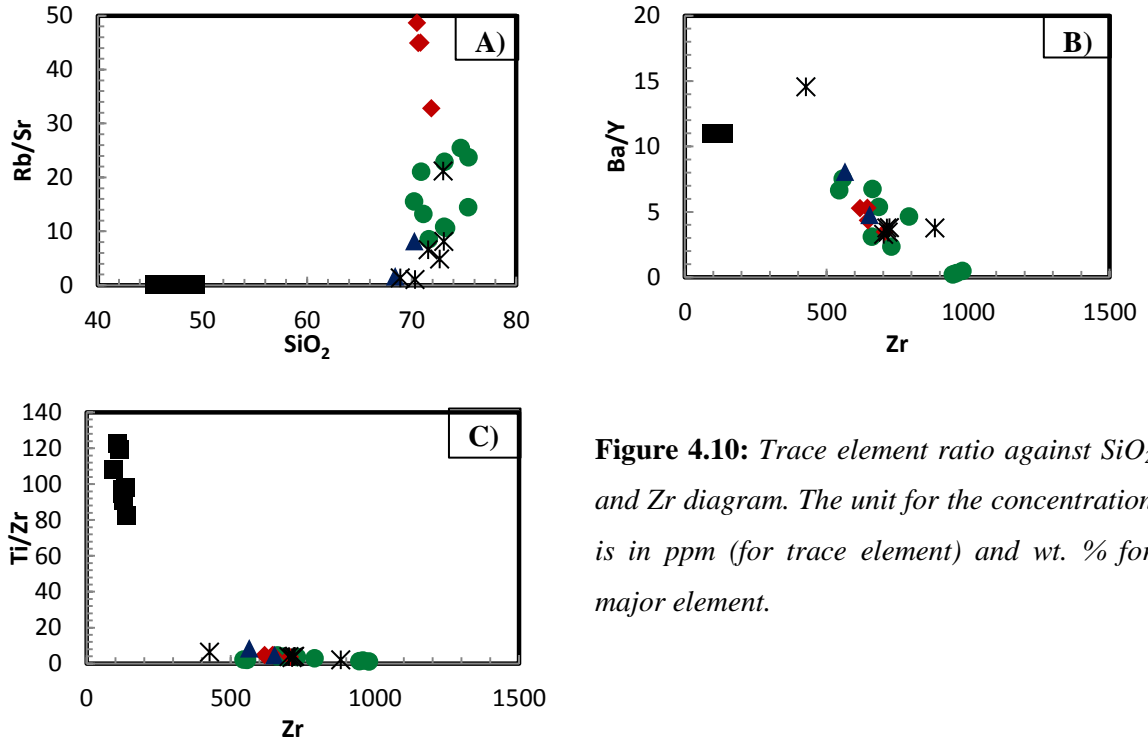 A)
50
40
30
20
10
0
Rb/Sr
40 50 60 70 80
SiO₂
B)
20
15
10
5
0
Ba/Y
0 500 1000 1500
Zr
C)
140
120
100
80
60
40
20
0
Ti/Zr
0 500 1000 1500
Zr
Figure 4.10: Trace element ratio against SiO₂
and Zr diagram. The unit for the concentration
is in ppm (for trace element) and wt. % for
major element.